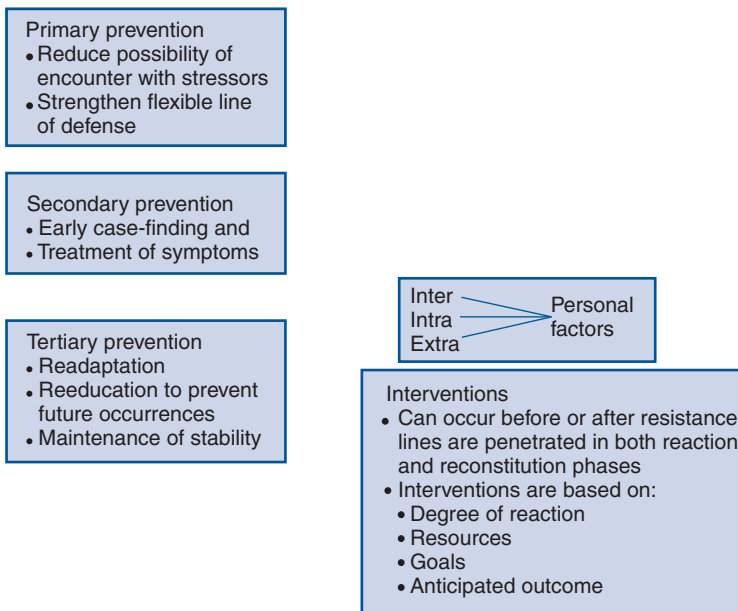 Primary prevention
• Reduce possibility of
encounter with stressors
• Strengthen flexible line
of defense
Secondary prevention
• Early case-finding and
• Treatment of symptoms
Tertiary prevention
• Readaptation
• Reeducation to prevent
future occurrences
• Maintenance of stability
Inter
Intra
Extra
Personal
factors
Interventions
• Can occur before or after resistance
lines are penetrated in both reaction
and reconstitution phases
• Interventions are based on:
• Degree of reaction
• Resources
• Goals
• Anticipated outcome